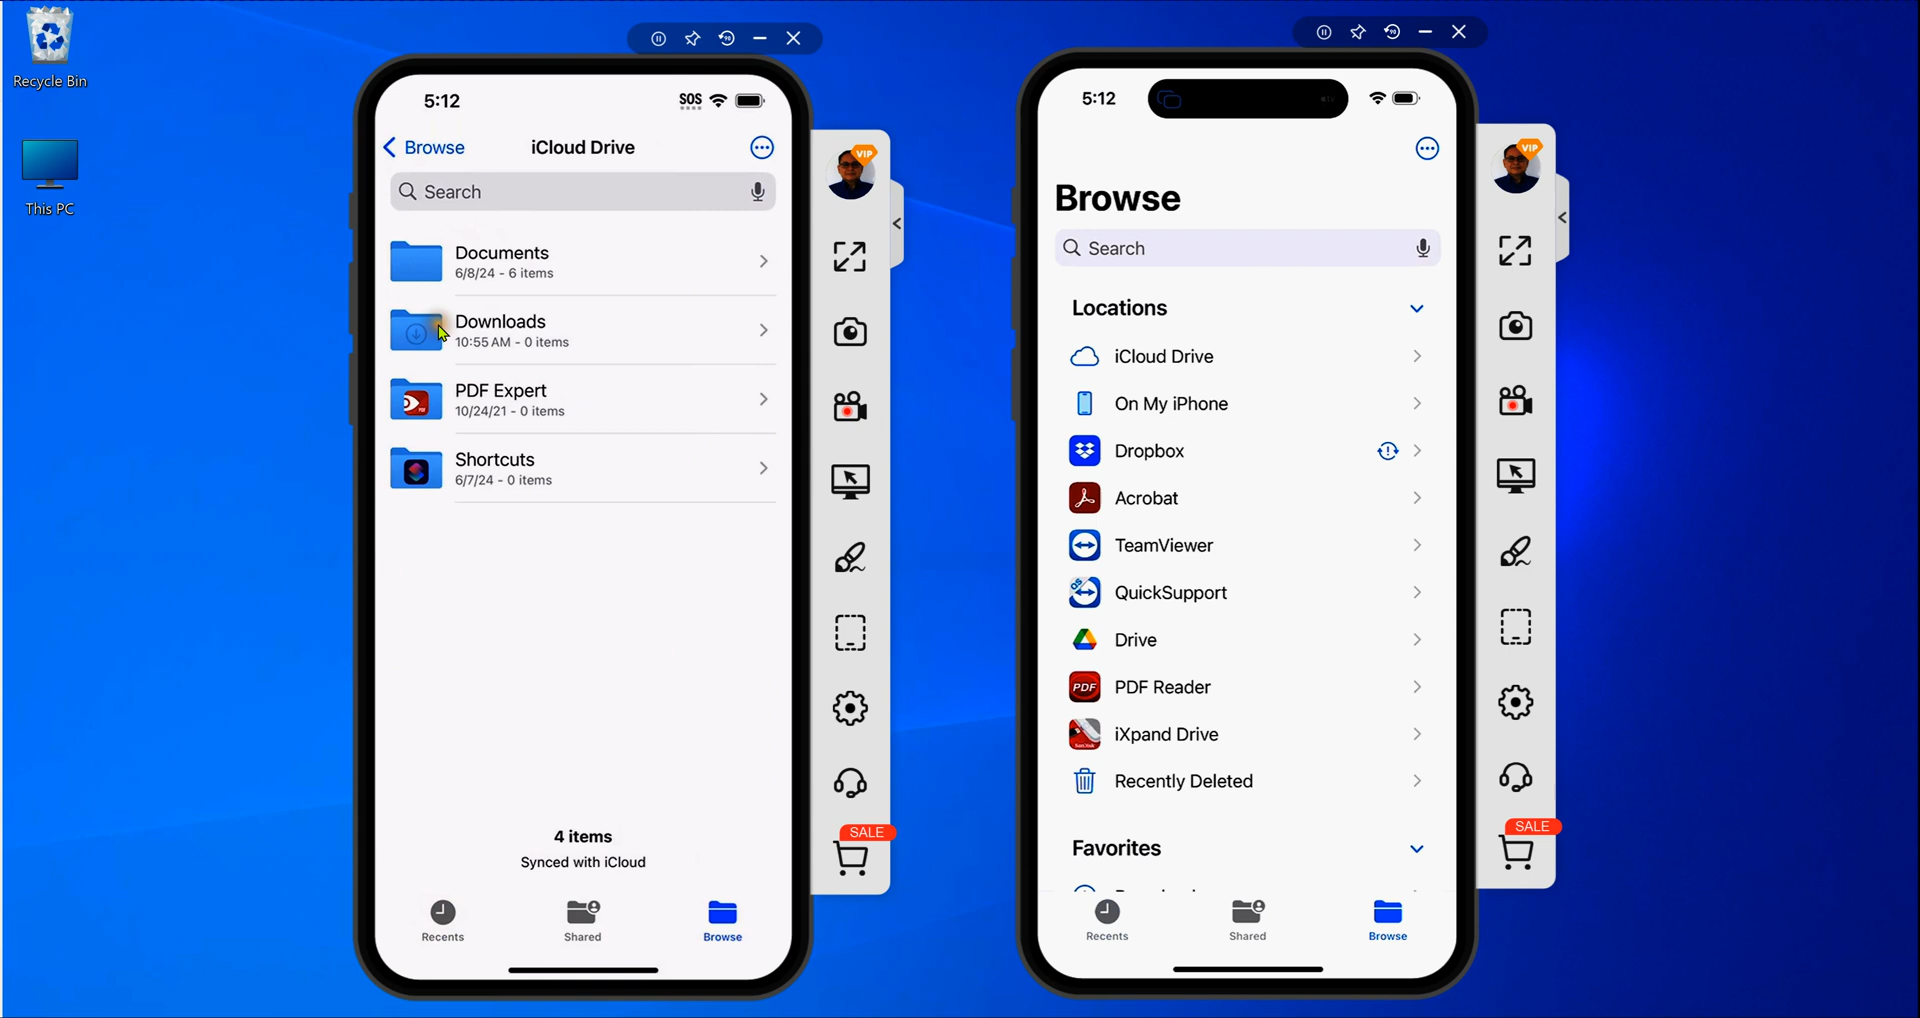 Recycle Bin
This PC
5:12
SOS
Browse
iCloud Drive
Search
Documents
6/8/24 - 6 items
Downloads
10:55 AM - 0 items
PDF Expert
10/24/21 - 0 items
Shortcuts
6/7/24 - 0 items
4 items
Synced with iCloud
Recents
Shared
Browse
VIP
SALE
5:12
Browse
Search
Locations
iCloud Drive
On My iPhone
Dropbox
Acrobat
TeamViewer
QS
QuickSupport
Drive
PDF
PDF Reader
SanDisk
iXpand Drive
Recently Deleted
Favorites
Recents
Shared
Browse
VIP
SALE